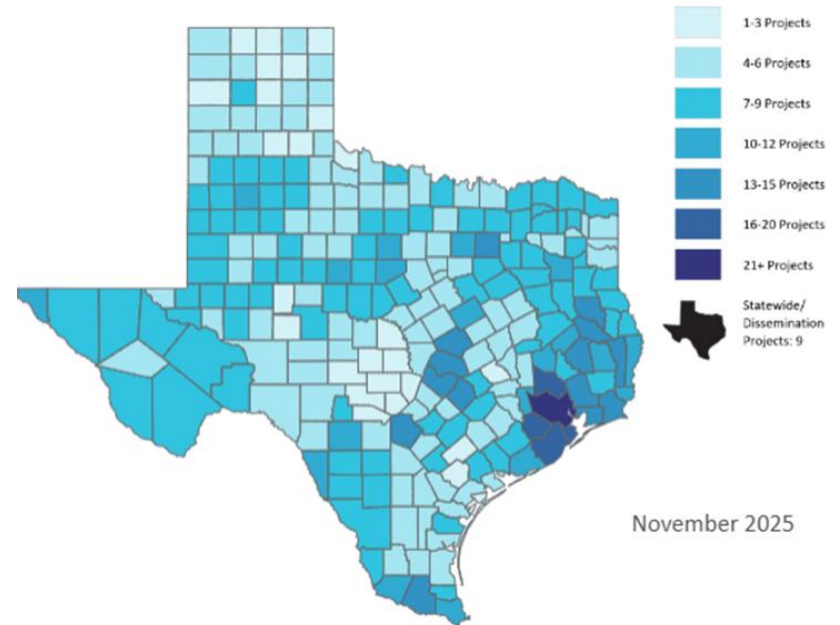 1-3 Projects
4-6 Projects
7-9 Projects
10-12 Projects
13-15 Projects
16-20 Projects
21+ Projects
Statewide/
Dissemination
Projects: 9
November 2025